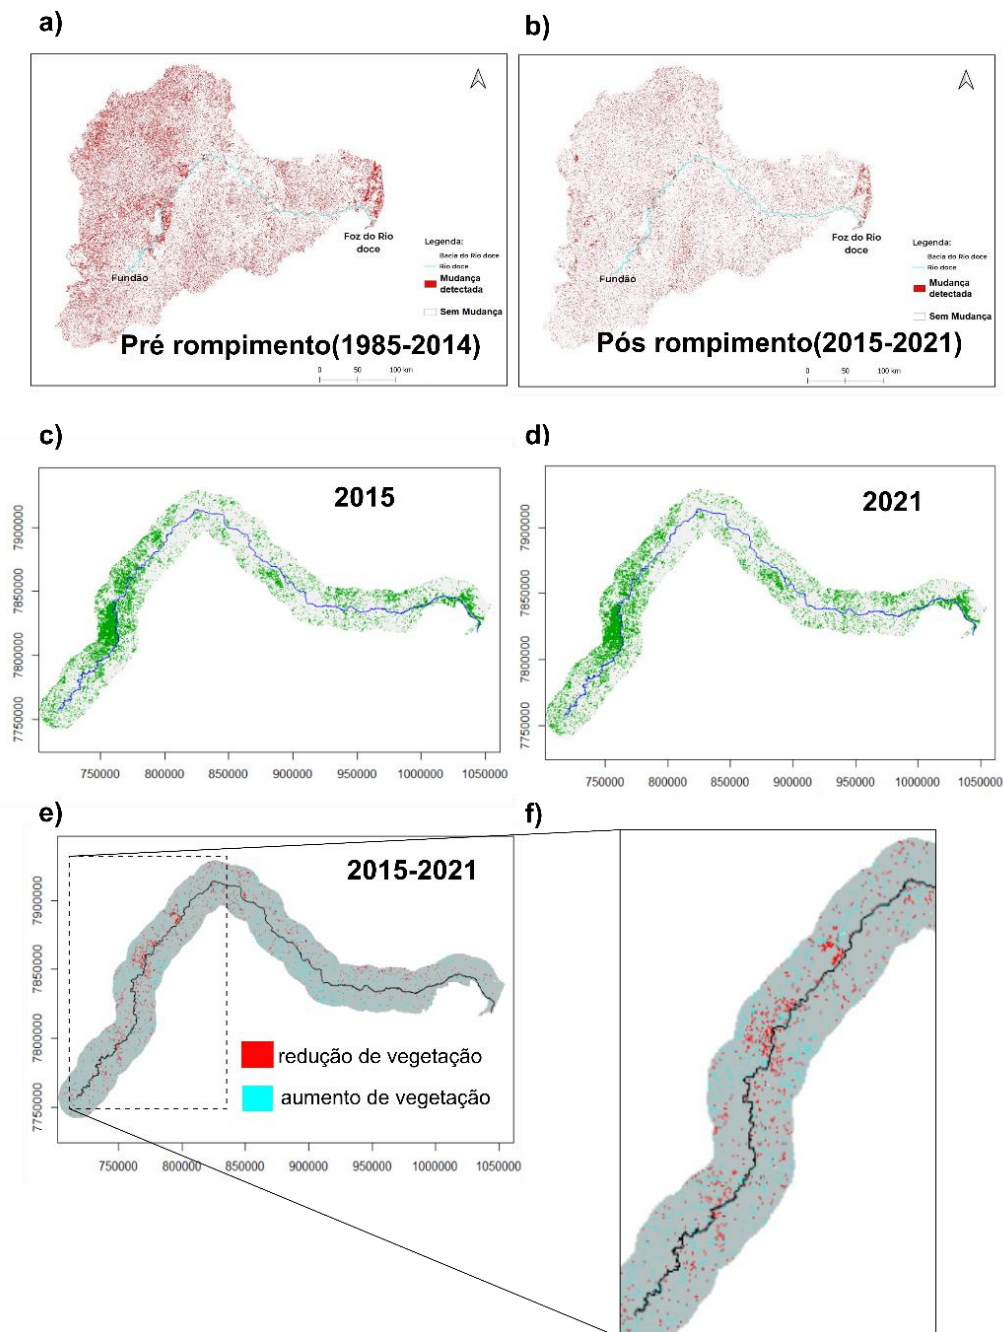 a)
Foz do Rio
doce
Fundão
Legenda:
Bacia do Rio doce
Rio doce
Mudança
detectada
Sem Mudança
Pré rompimento(1985-2014)
0 50 100 km
b)
Foz do Rio
doce
Fundão
Legenda:
Bacia do Rio doce
Rio doce
Mudança
detectada
Sem Mudança
Pós rompimento(2015-2021)
0 50 100 km
c)
2015
7900000
7850000
7800000
7750000
750000 800000 850000 900000 950000 1000000 1050000
d)
2021
7900000
7850000
7800000
7750000
750000 800000 850000 900000 950000 1000000 1050000
e)
2015-2021
7900000
7850000
7800000
7750000
redução de vegetação
aumento de vegetação
750000 800000 850000 900000 950000 1000000 1050000
f)